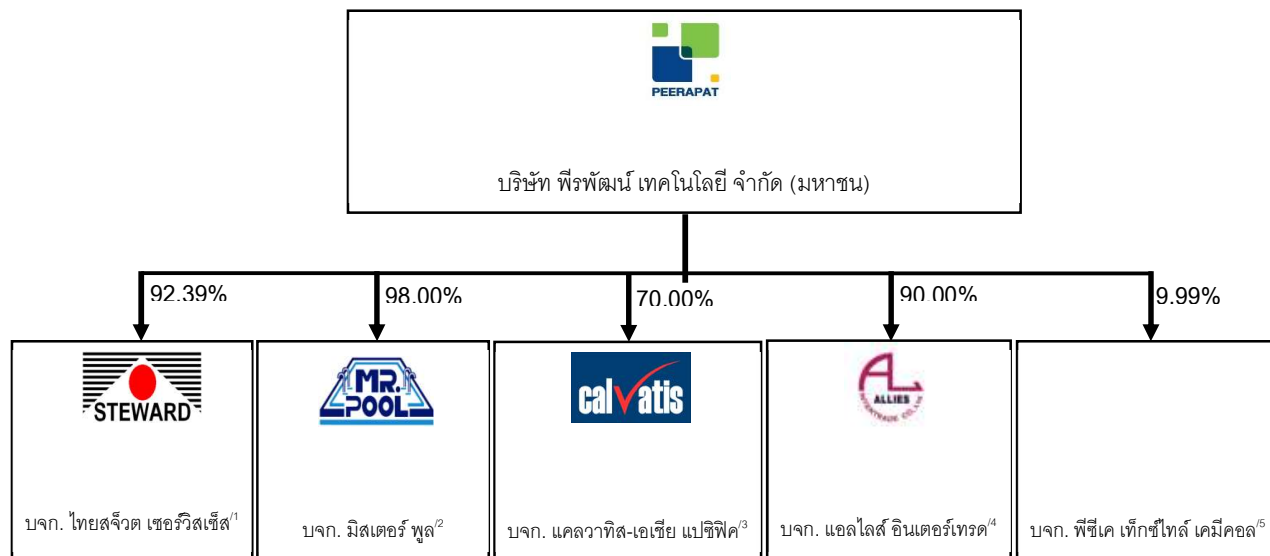 PEERAPAT
บริษัท พีรพัฒน์ เทคโนโลยี จำกัด (มหาชน)
92.39%
98.00%
70.00%
90.00%
9.99%
STEWARD
MR.
POOL
calvatis
AL
ALLIES
INTERTRADE CO.,LTD
บจก. ไทยสจ๊วต เซอร์วิสเซ็ส/1
บจก. มิสเตอร์ พูล/2
บจก. แคลวาทิส-เอเชีย แปซิฟิค/3
บจก. แอลไลส์ อินเตอร์เทรด/4
บจก. พีซีเค เท็กซ์ไทล์ เคมีคอล/5